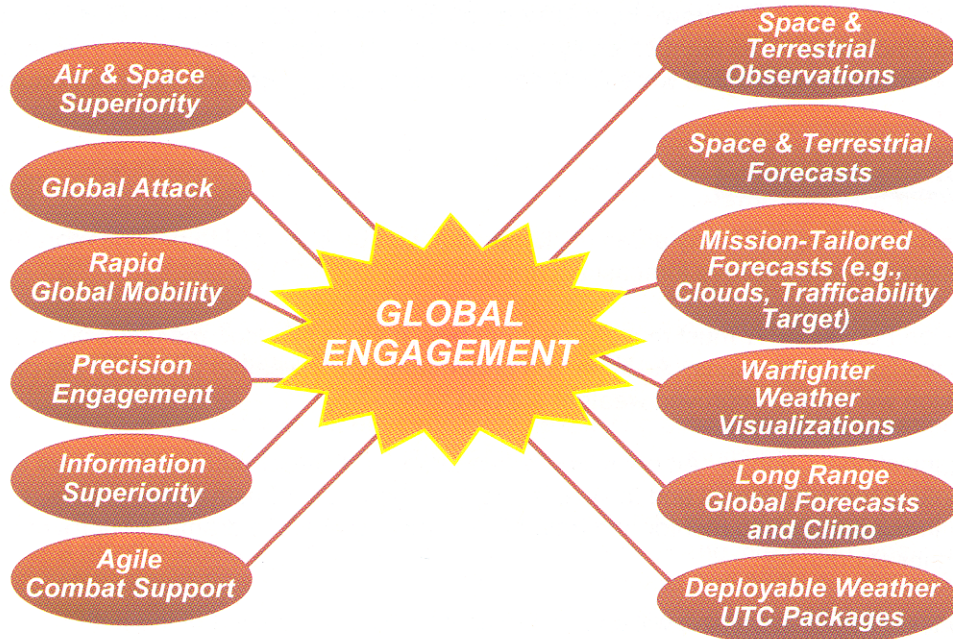 Air & Space
Superiority
Global Attack
Rapid
Global Mobility
Precision
Engagement
Information
Superiority
Agile
Combat Support
GLOBAL
ENGAGEMENT
Space &
Terrestrial
Observations
Space & Terrestrial
Forecasts
Mission-Tailored
Forecasts (e.g.,
Clouds, Trafficability
Target)
Warfighter
Weather
Visualizations
Long Range
Global Forecasts
and Climo
Deployable Weather
UTC Packages